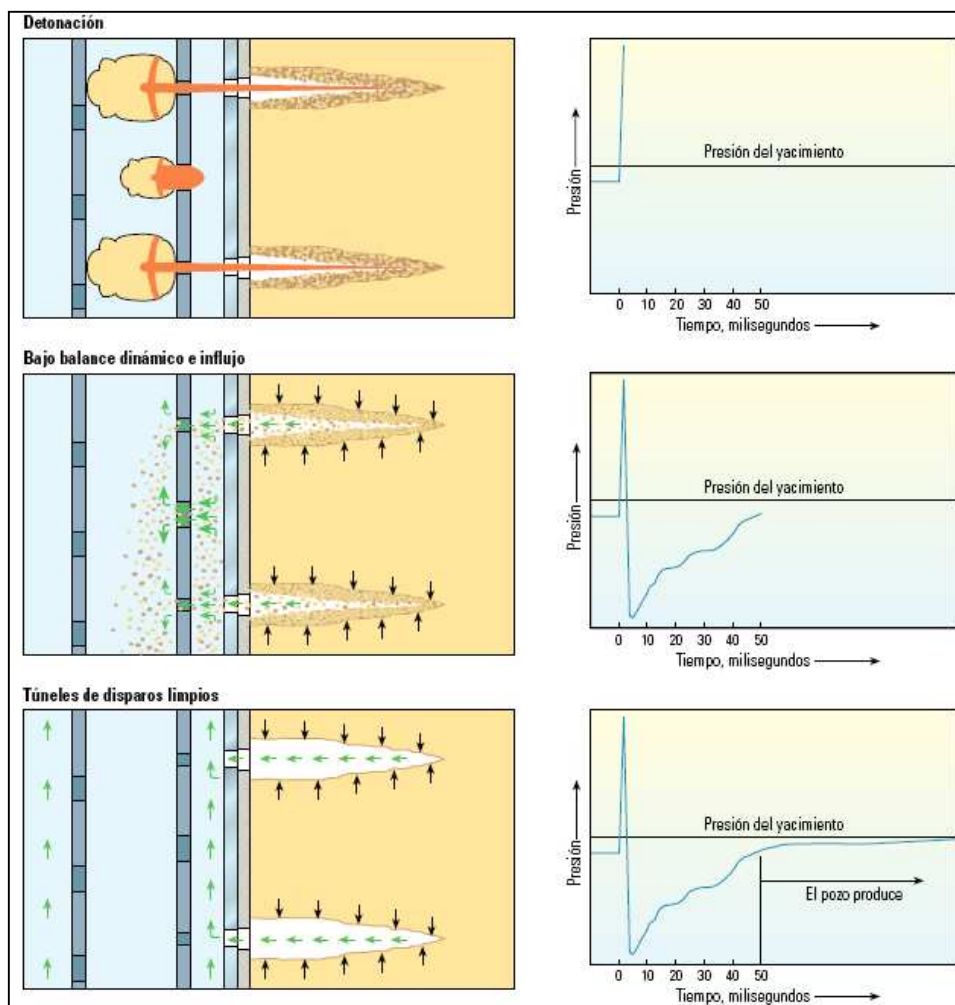 Detonación
Presión
Presión del yacimiento
0 10 20 30 40 50
Tiempo, milisegundos
Bajo balance dinámico e influjo
Presión
Presión del yacimiento
0 10 20 30 40 50
Tiempo, milisegundos
Túneles de disparos limpios
Presión
Presión del yacimiento
El pozo produce
0 10 20 30 40 50
Tiempo, milisegundos